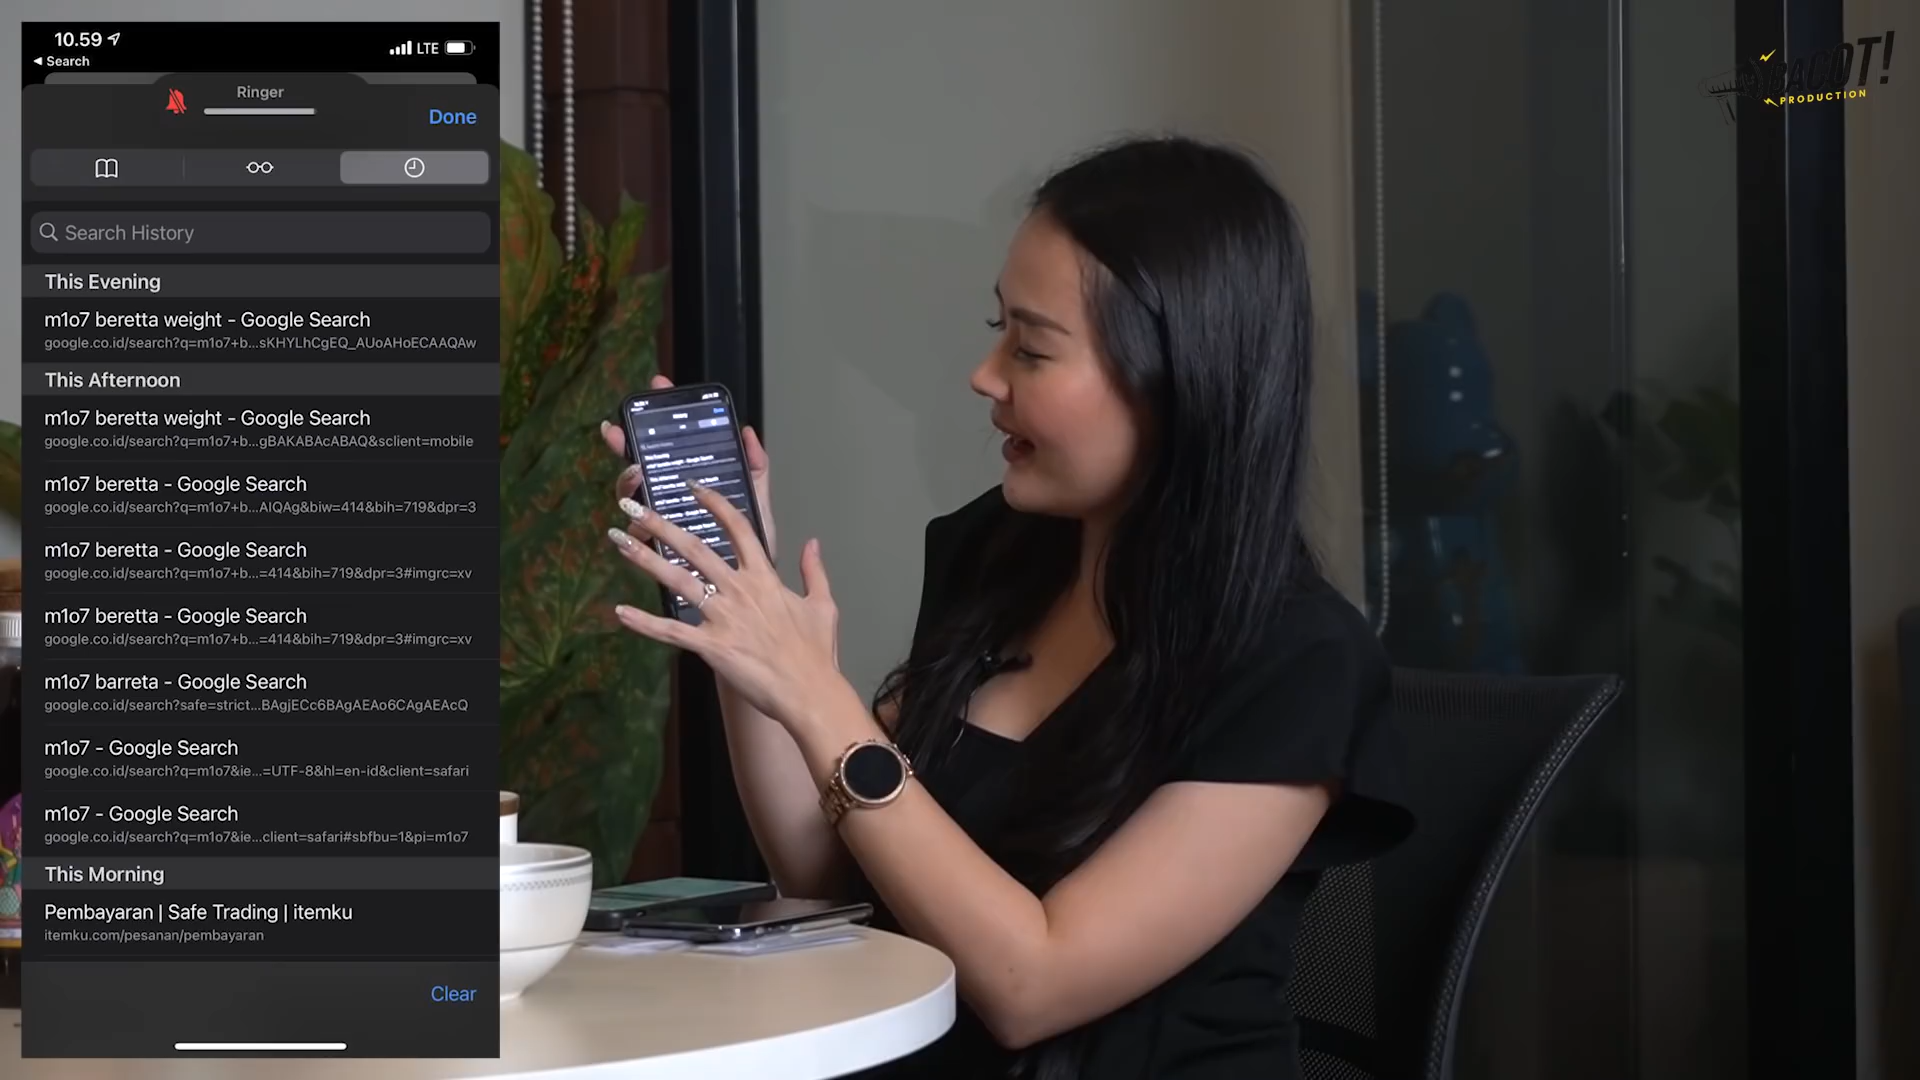 10.59
LTE
Search
Ringer
Done
Search History
This Evening
m1o7 beretta weight - Google Search
google.co.id/search?q=m1o7+b...sKHYLhCgEQ_AUoAHoECAAQAw
This Afternoon
m1o7 beretta weight - Google Search
google.co.id/search?q=m1o7+b...gBAKABAcABAQ&sclient=mobile
m1o7 beretta - Google Search
google.co.id/search?q=m1o7+b...AIQAg&biw=414&bih=719&dpr=3
m1o7 beretta - Google Search
google.co.id/search?q=m1o7+b...=414&bih=719&dpr=3#imgrc=xv
m1o7 beretta - Google Search
google.co.id/search?q=m1o7+b...=414&bih=719&dpr=3#imgrc=xv
m1o7 barreta - Google Search
google.co.id/search?safe=strict...BAgjECc6BAgAEAo6CAgAEAcQ
m1o7 - Google Search
google.co.id/search?q=m1o7&ie...=UTF-8&hl=en-id&client=safari
m1o7 - Google Search
google.co.id/search?q=m1o7&ie...client=safari#sbfbu=1&pi=m1o7
This Morning
Pembayaran | Safe Trading | itemku
itemku.com/pesanan/pembayaran
Clear
BACOT!
PRODUCTION